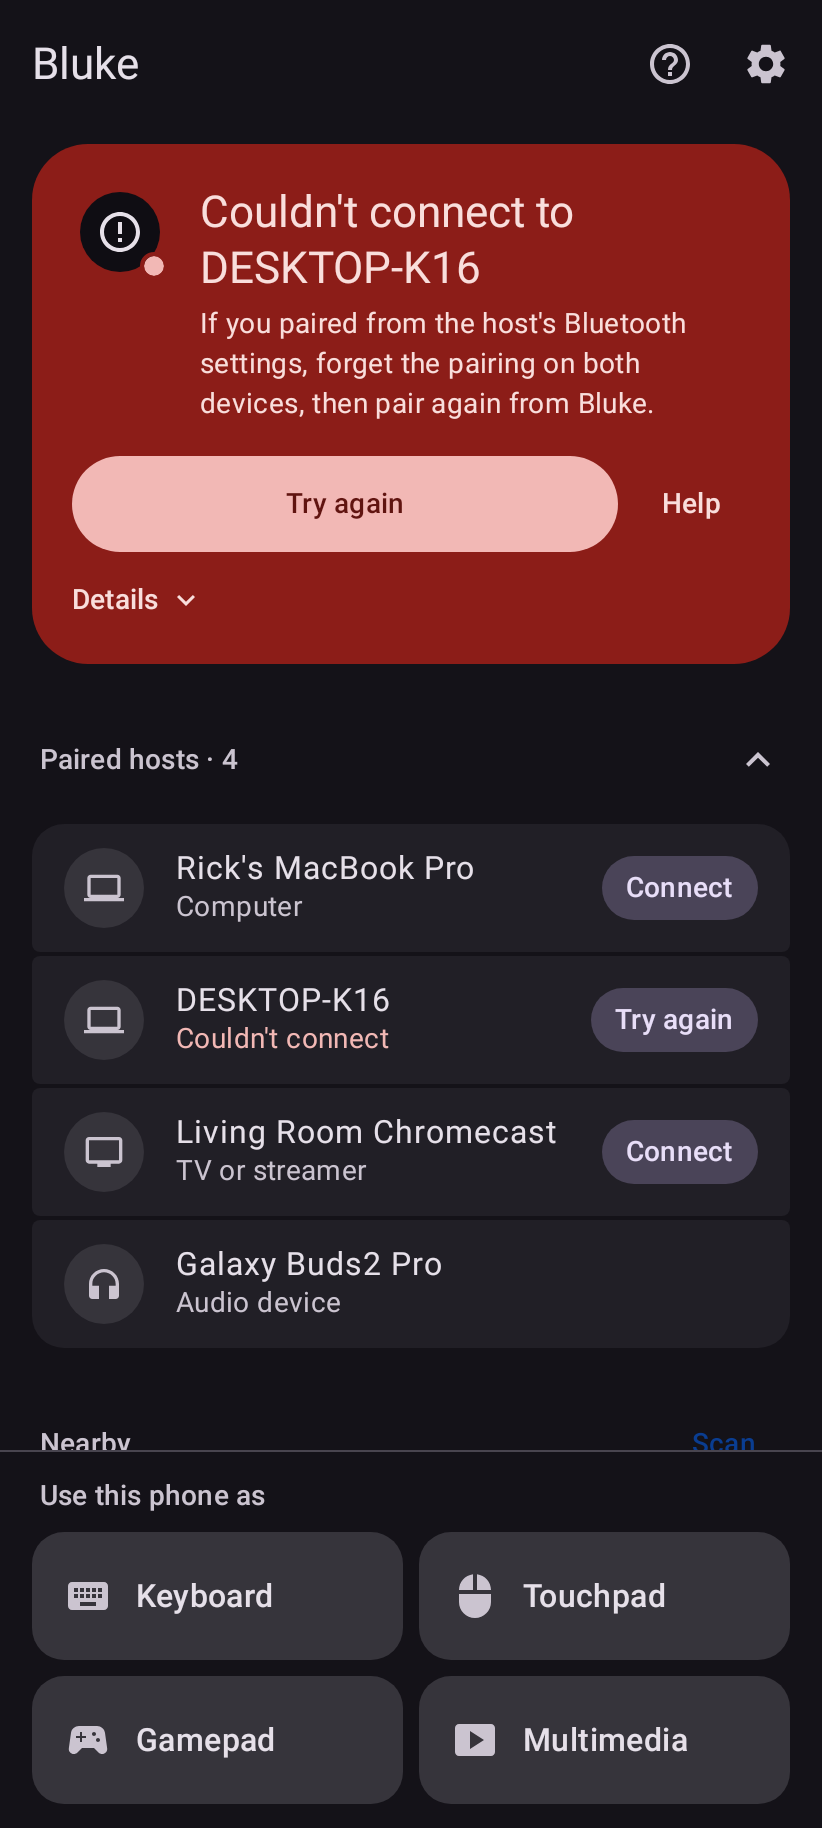 Bluke
Couldn't connect to
DESKTOP-K16
If you paired from the host's Bluetooth
settings, forget the pairing on both
devices, then pair again from Bluke.
Try again
Help
Details
Paired hosts · 4
Rick's MacBook Pro
Computer
Connect
DESKTOP-K16
Couldn't connect
Try again
Living Room Chromecast
TV or streamer
Connect
Galaxy Buds2 Pro
Audio device
Nearby
Scan
Use this phone as
Keyboard
Touchpad
Gamepad
Multimedia